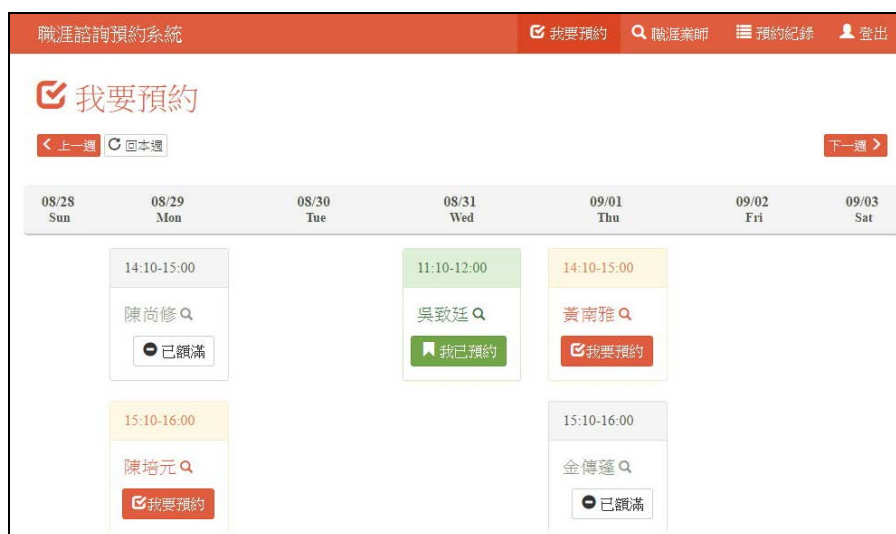 職涯諮詢預約系統 我要預約 職涯業師 預約紀錄 登出
我要預約
上一週 回本週 下一週
08/28 08/29 08/30 08/31 09/01 09/02 09/03
Sun Mon Tue Wed Thu Fri Sat
14:10-15:00 11:10-12:00 14:10-15:00
陳尚修 吳致廷 黃南雅
已額滿 我已預約 我要預約
15:10-16:00 15:10-16:00
陳培元 金傳蓬
我要預約 已額滿